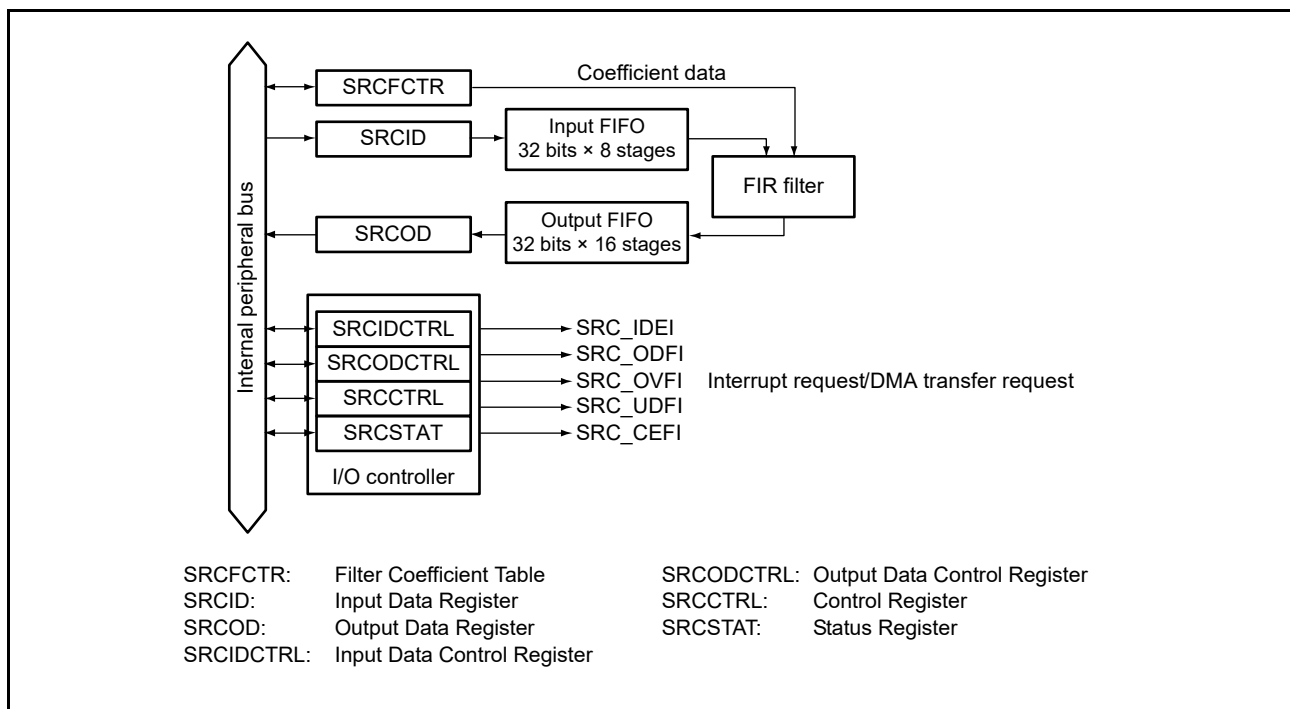 Internal peripheral bus
SRCFCTR
Coefficient data
SRCID
Input FIFO
32 bits × 8 stages
FIR filter
SRCOD
Output FIFO
32 bits × 16 stages
SRCIDCTRL
SRCODCTRL
SRCCTRL
SRCSTAT
I/O controller
SRC_IDEI
SRC_ODFI
SRC_OVFI
SRC_UDFI
SRC_CEFI
Interrupt request/DMA transfer request
SRCFCTR: Filter Coefficient Table
SRCID: Input Data Register
SRCOD: Output Data Register
SRCIDCTRL: Input Data Control Register
SRCODCTRL: Output Data Control Register
SRCCTRL: Control Register
SRCSTAT: Status Register